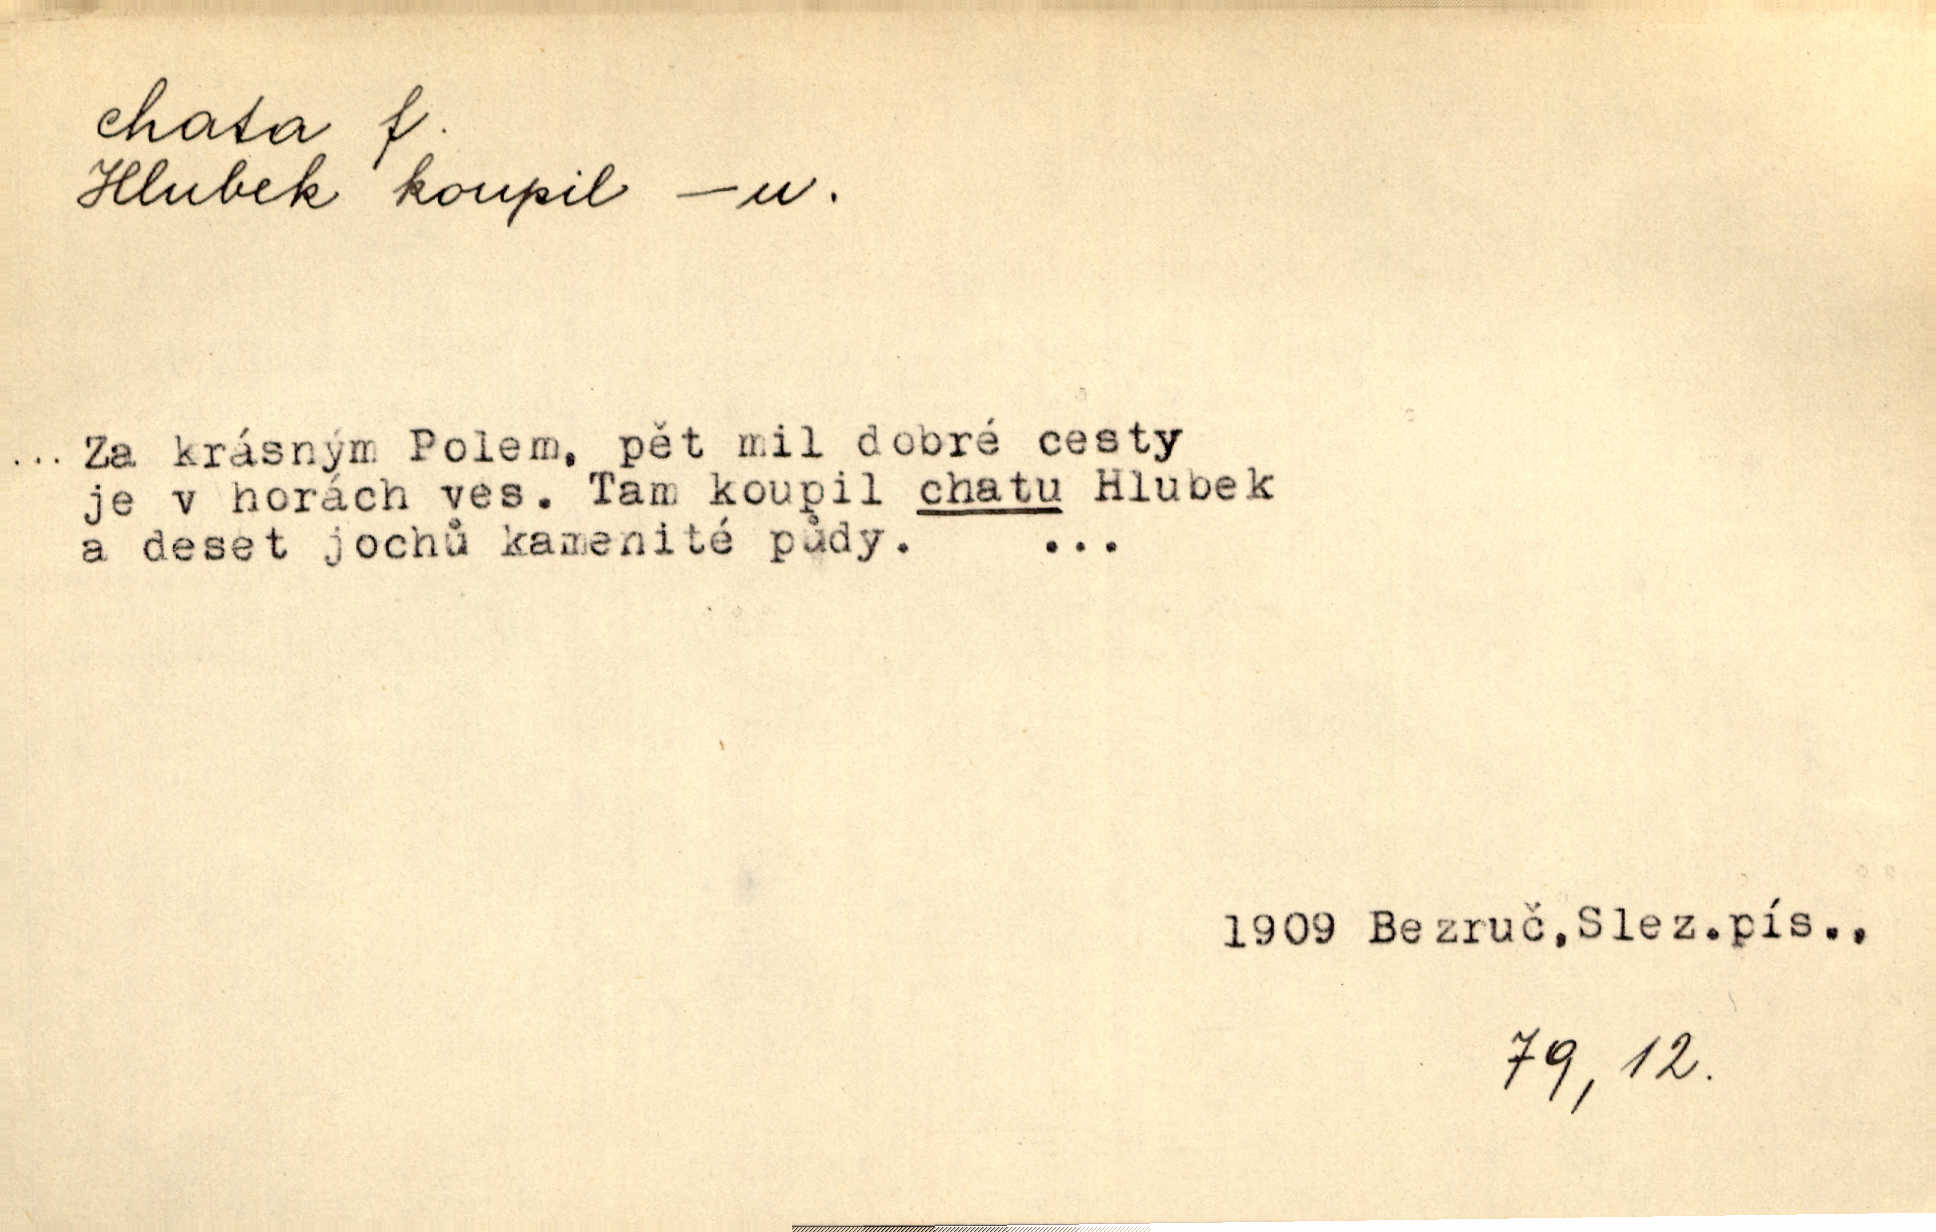 chata f.
Hlubek koupil —u.
... Za krásným Polem, pět mil dobré cesty
je v horách ves. Tam koupil chatu Hlubek
a deset jochů kamenité půdy. ...
1909 Bezruč,Slez.pís.,
79, 12.